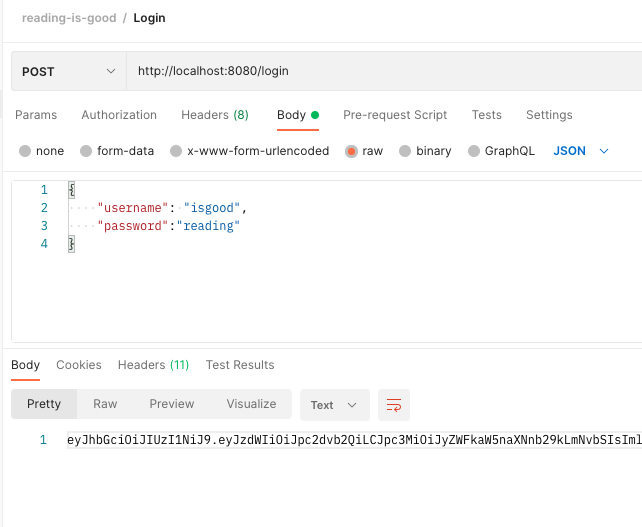 reading-is-good / Login
POST http://localhost:8080/login
Params Authorization Headers (8) Body Pre-request Script Tests Settings
none form-data x-www-form-urlencoded raw binary GraphQL JSON
1 {
2 "username": "isgood",
3 "password":"reading"
4 }
Body Cookies Headers (11) Test Results
Pretty Raw Preview Visualize Text
1 eyJhbGciOiJIUzI1NiJ9.eyJzdWIiOiJpc2dvb2QiLCJpc3MiOiJyZWFkaW5naXNnb29kLmNvbSIsIml